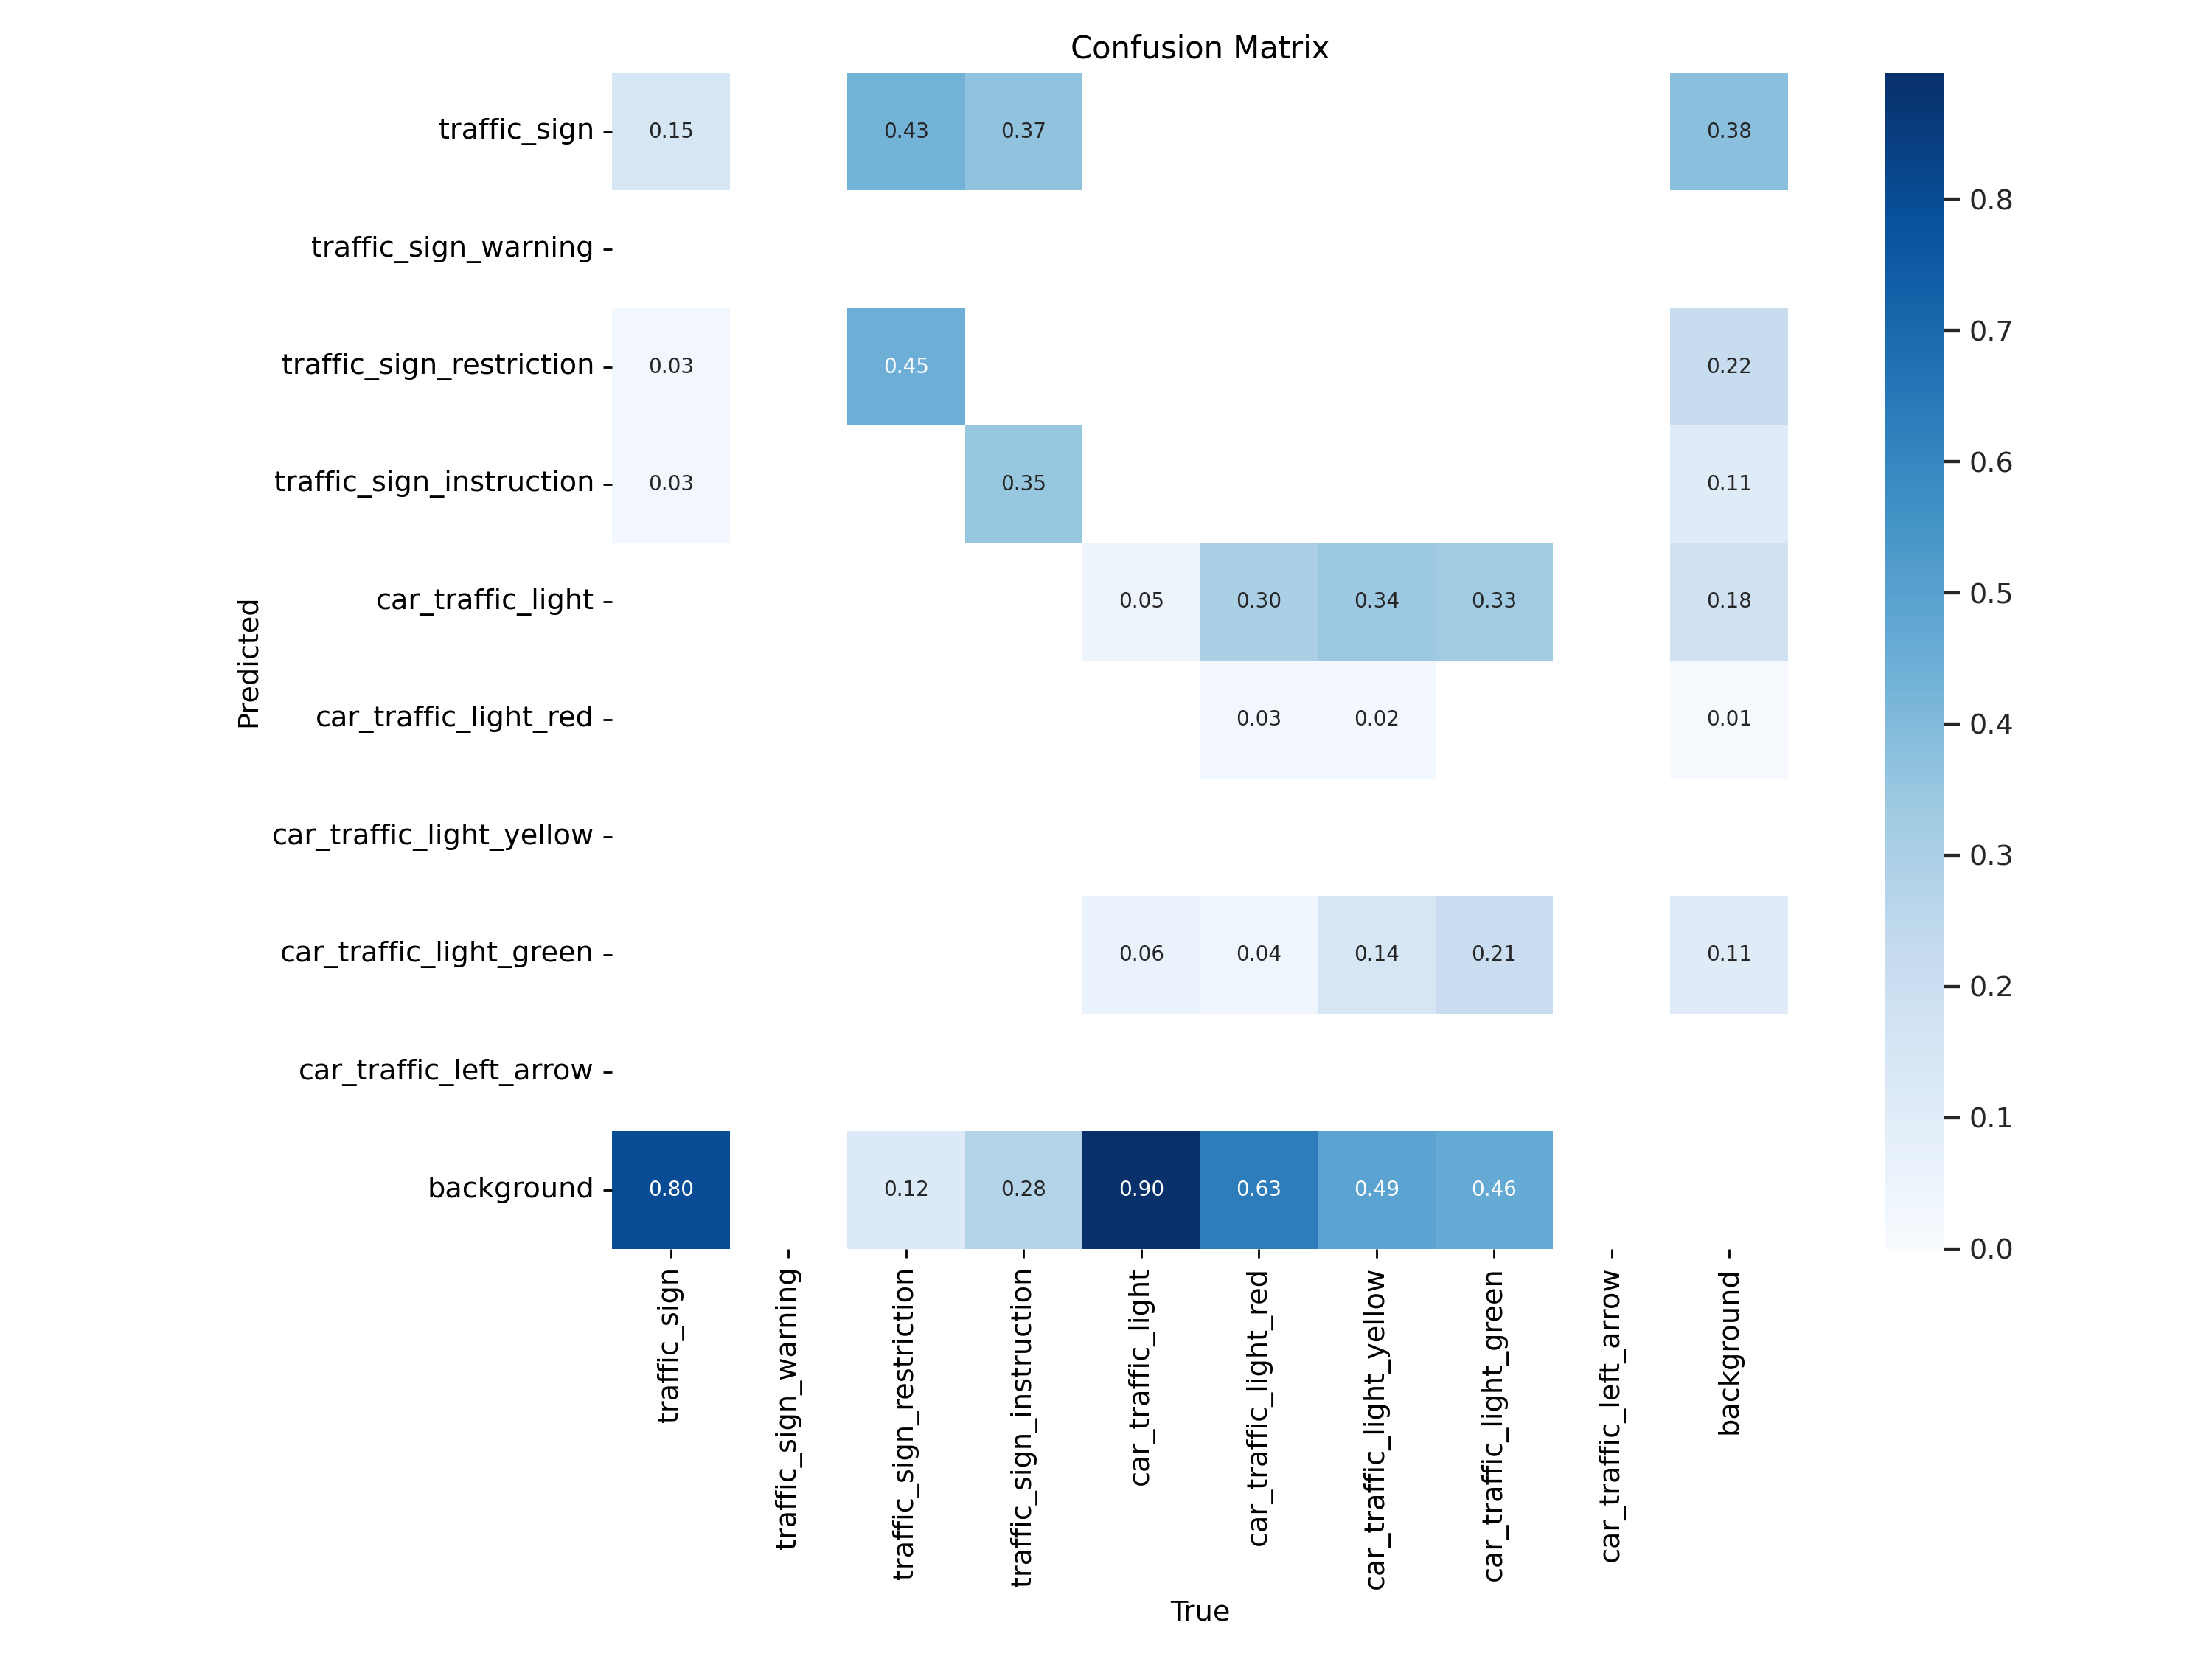 Confusion Matrix
traffic_sign
0.15 0.43 0.37 0.38
0.8
traffic_sign_warning
0.7
traffic_sign_restriction
0.03 0.45 0.22
0.6
traffic_sign_instruction
0.03 0.35 0.11
0.5
car_traffic_light
0.05 0.30 0.34 0.33 0.18
Predicted
0.4
car_traffic_light_red
0.03 0.02 0.01
car_traffic_light_yellow
0.3
car_traffic_light_green
0.06 0.04 0.14 0.21 0.11
0.2
car_traffic_left_arrow
0.1
background
0.80 0.12 0.28 0.90 0.63 0.49 0.46
0.0
traffic_sign
traffic_sign_warning
traffic_sign_restriction
traffic_sign_instruction
car_traffic_light
car_traffic_light_red
car_traffic_light_yellow
car_traffic_light_green
car_traffic_left_arrow
background
True